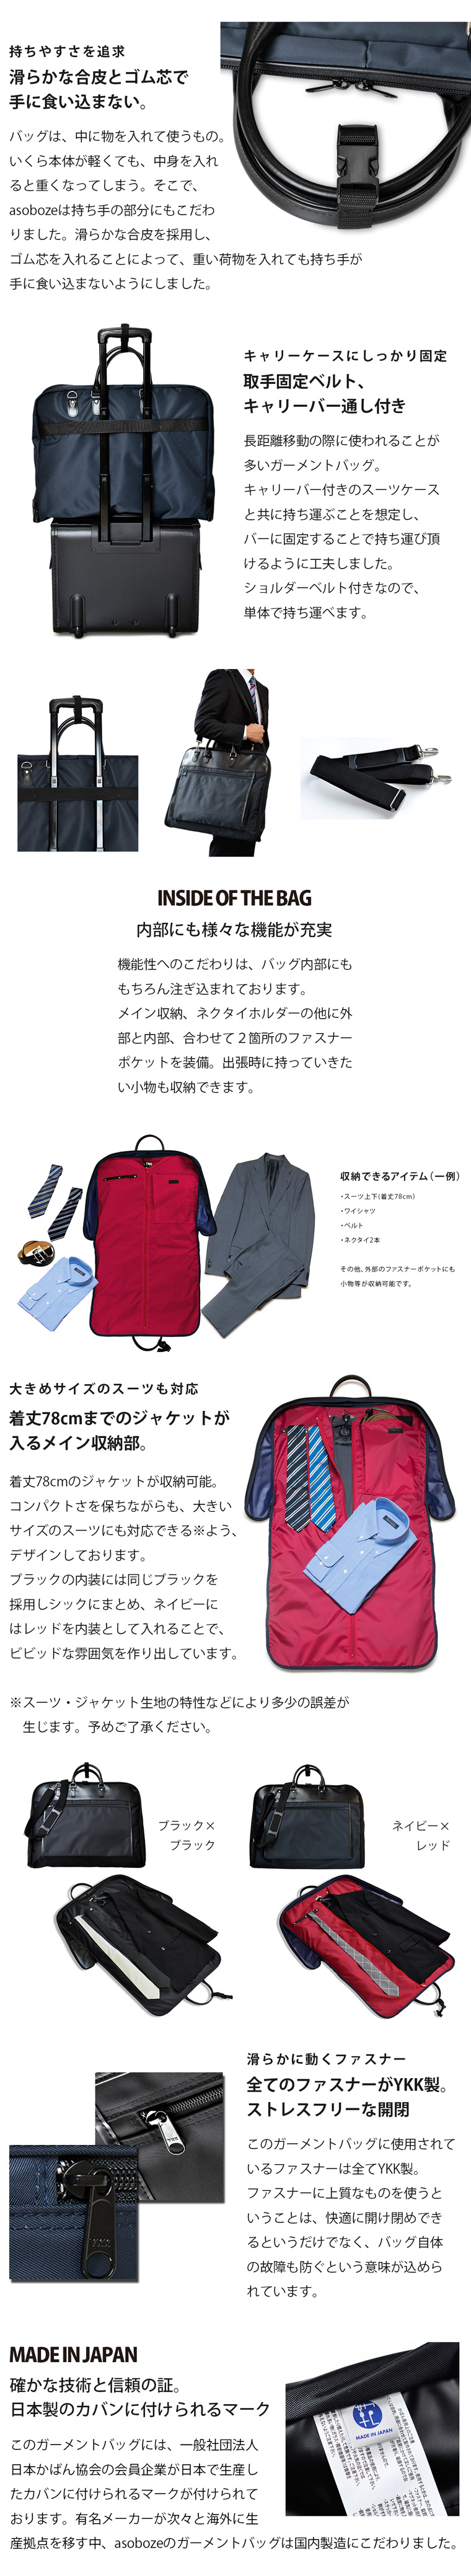 持ちやすさを追求
滑らかな合皮とゴム芯で
手に食い込まない。
バッグは、中に物を入れて使うもの。
いくら本体が軽くても、中身を入れ
ると重くなってしまう。そこで、
asobozeは持ち手の部分にもこだわ
りました。滑らかな合皮を採用し、
ゴム芯を入れることによって、重い荷物を入れても持ち手が
手に食い込まないようにしました。
キャリーケースにしっかり固定
取手固定ベルト、
キャリーバー通し付き
長距離移動の際に使われることが
多いガーメントバッグ。
キャリーバー付きのスーツケース
と共に持ち運ぶことを想定し、
バーに固定することで持ち運び頂
けるように工夫しました。
ショルダーベルト付きなので、
単体で持ち運べます。
INSIDE OF THE BAG
内部にも様々な機能が充実
機能性へのこだわりは、バッグ内部にも
もちろん注ぎ込まれております。
メイン収納、ネクタイホルダーの他に外
部と内部、合わせて２箇所のファスナー
ポケットを装備。出張時に持っていきた
い小物も収納できます。
収納できるアイテム（一例）
・スーツ上下(着丈78cm)
・ワイシャツ
・ベルト
・ネクタイ2本
その他、外部のファスナーポケットにも
小物等が収納可能です。
大きめサイズのスーツも対応
着丈78cmまでのジャケットが
入るメイン収納部。
着丈78cmのジャケットが収納可能。
コンパクトさを保ちながらも、大きい
サイズのスーツにも対応できる※よう、
デザインしております。
ブラックの内装には同じブラックを
採用しシックにまとめ、ネイビーに
はレッドを内装として入れることで、
ビビッドな雰囲気を作り出しています。
※スーツ・ジャケット生地の特性などにより多少の誤差が
生じます。予めご了承ください。
ブラック×
ブラック
ネイビー×
レッド
滑らかに動くファスナー
全てのファスナーがYKK製。
ストレスフリーな開閉
このガーメントバッグに使用されて
いるファスナーは全てYKK製。
ファスナーに上質なものを使うと
いうことは、快適に開け閉めでき
るというだけでなく、バッグ自体
の故障も防ぐという意味が込めら
れています。
YKK
YKK
MADE IN JAPAN
確かな技術と信頼の証。
日本製のカバンに付けられるマーク
このガーメントバッグには、一般社団法人
日本かばん協会の会員企業が日本で生産し
たカバンに付けられるマークが付けられて
おります。有名メーカーが次々と海外に生
産拠点を移す中、asobozeのガーメントバッグは国内製造にこだわりました。
MADE IN JAPAN